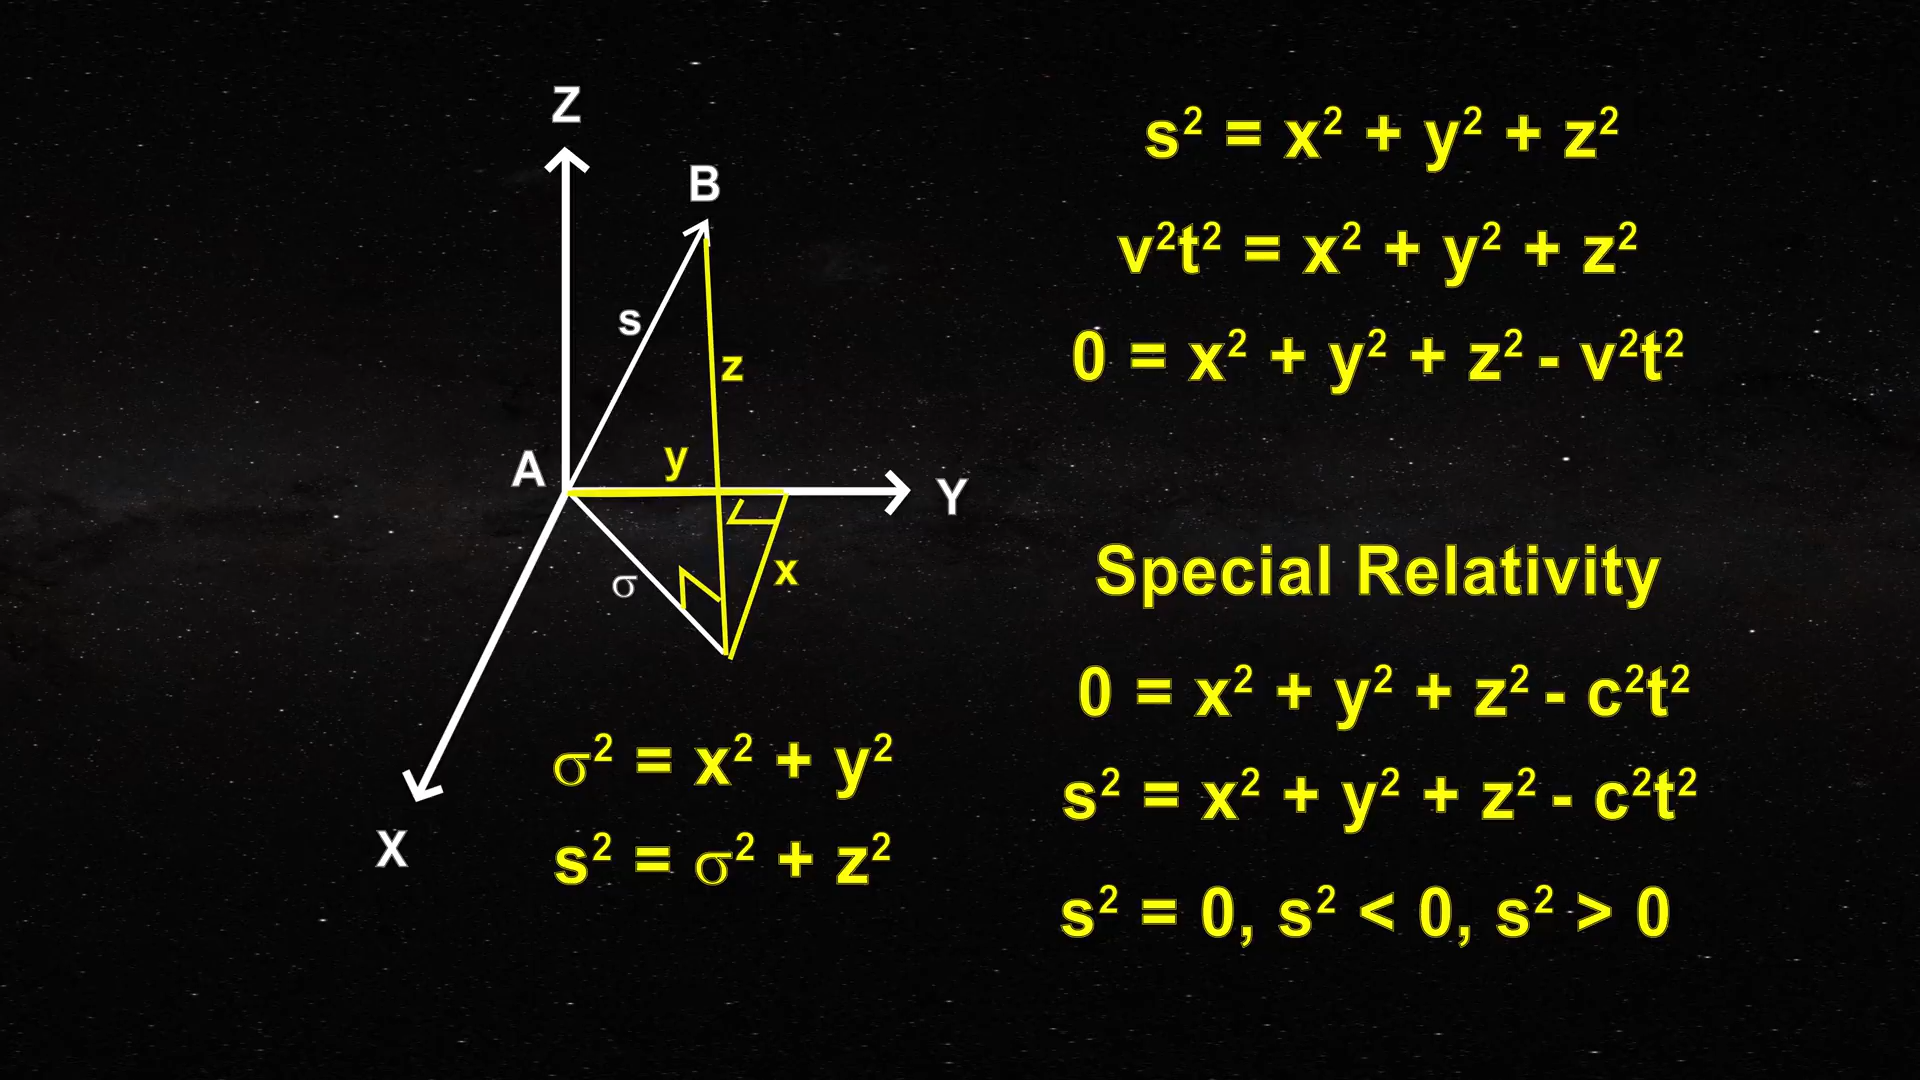 Z
B
s
z
A
y
Y
σ
x
X
σ² = x² + y²
s² = σ² + z²
s² = x² + y² + z²
v²t² = x² + y² + z²
0 = x² + y² + z² - v²t²
Special Relativity
0 = x² + y² + z² - c²t²
s² = x² + y² + z² - c²t²
s² = 0, s² < 0, s² > 0